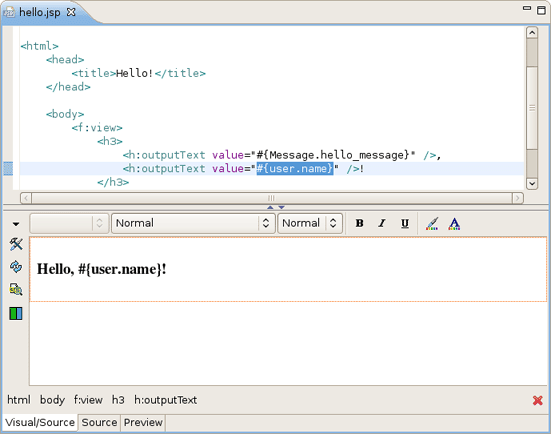 hello.jsp
<html>
<head>
<title>Hello!</title>
</head>
<body>
<f:view>
<h3>
<h:outputText value="#{Message.hello_message}" />,
<h:outputText value="#{user.name}" />!
</h3>
Normal Normal B I U A
Hello, #{user.name}!
html body f:view h3 h:outputText
Visual/Source Source Preview